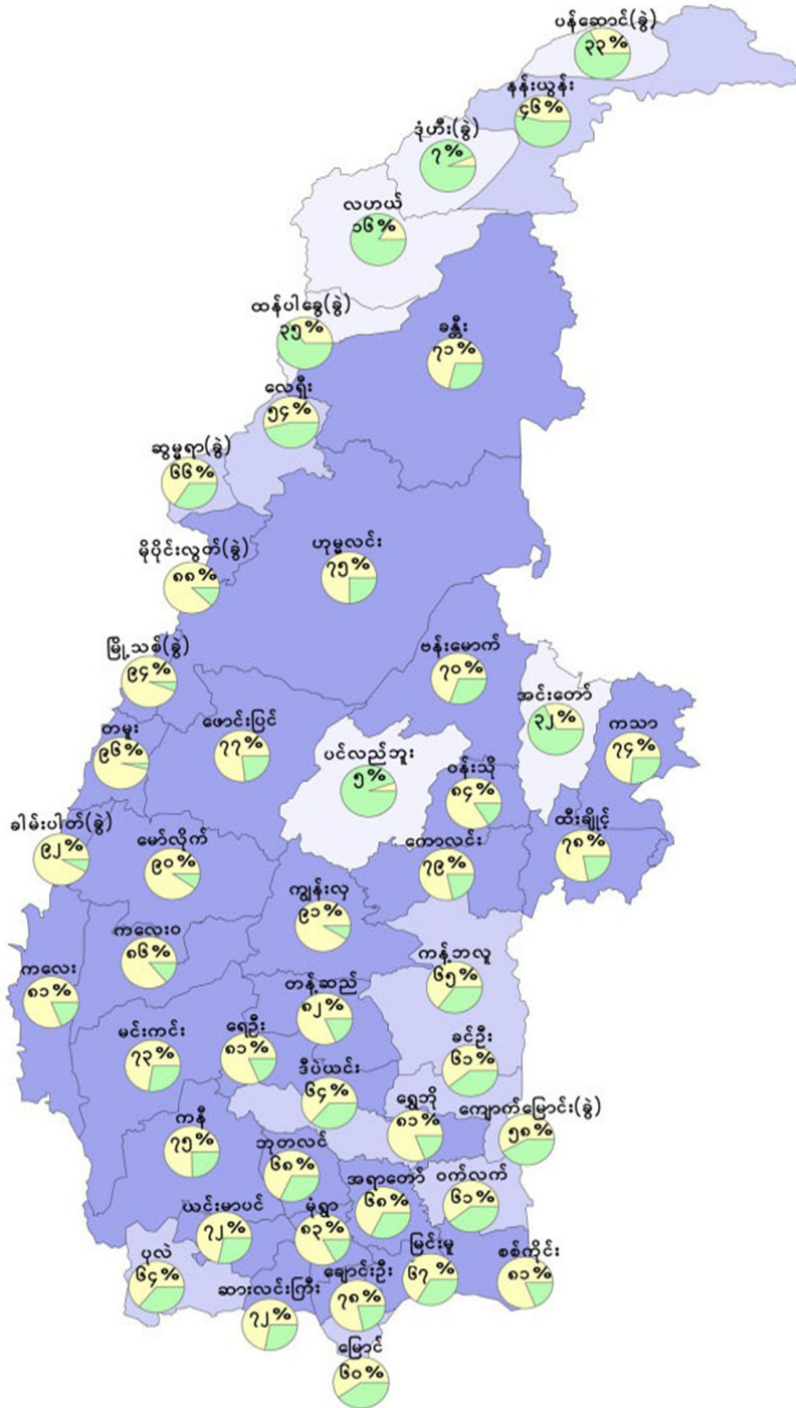 ပန်ဆောင်(ခွဲ)
၃၃%
နန်းယွန်း
၄၆%
ဒုံဟီး(ခွဲ)
၇%
လဟယ်
၁၆%
ထန်ပါခွေ(ခွဲ)
၃၅%
ခန္တီး
၇၁%
လေရှီး
၅၄%
ဆွမ္မရာ(ခွဲ)
၆၆%
မိုပိုင်းလွတ်(ခွဲ)
၈၈%
ဟုမ္မလင်း
၇၅%
မြို့သစ်(ခွဲ)
၉၄%
ဗန်းမောက်
၇၀%
အင်းတော်
၃၂%
ကသာ
၇၄%
တမူး
၉၆%
ဖောင်းပြင်
၇၇%
ပင်လည်ဘူး
၅%
ဝန်းသို
၈၄%
ထီးချိုင့်
၇၈%
ခါမ်းပါတ်(ခွဲ)
၉၂%
မော်လိုက်
၉၀%
ကောလင်း
၇၉%
ကျွန်းလှ
၉၁%
ကလေးဝ
၈၆%
ကန့်ဘလူ
၆၅%
ကလေး
၈၁%
တန့်ဆည်
၈၂%
မင်းကင်း
၇၃%
ရေဦး
၈၁%
ခင်ဦး
၆၁%
ဒီပဲယင်း
၆၄%
ရွှေဘို
၈၁%
ကျောက်မြောင်း(ခွဲ)
၅၈%
ကနီ
၇၅%
ဘုတလင်
၆၈%
အရာတော်
၆၈%
ဝက်လက်
၆၁%
ယင်းမာပင်
၇၂%
မုံရွာ
၈၃%
မြင်းမူ
၆၇%
စစ်ကိုင်း
၈၁%
ပုလဲ
၆၄%
ဆားလင်းကြီး
၇၂%
ချောင်းဦး
၇၈%
မြောင်
၆၀%